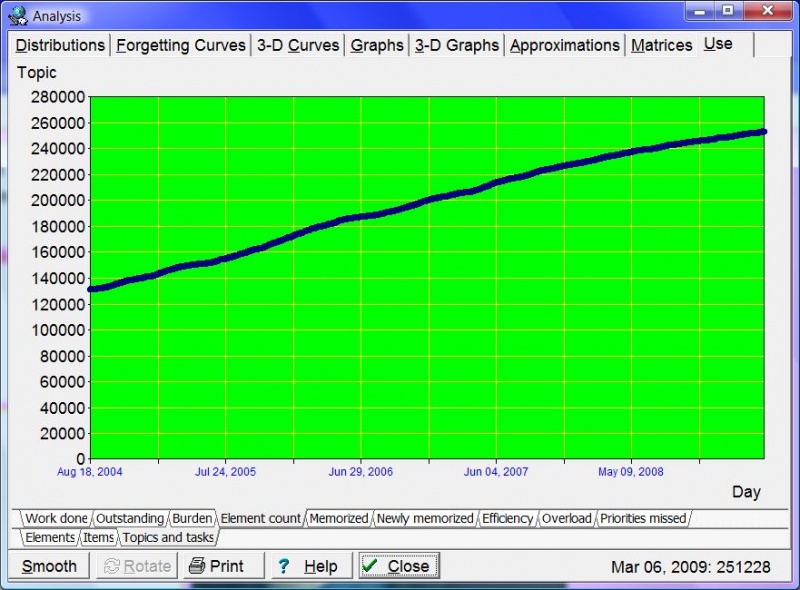 Analysis
Distributions Forgetting Curves 3-D Curves Graphs 3-D Graphs Approximations Matrices Use
Topic
280000
260000
240000
220000
200000
180000
160000
140000
120000
100000
80000
60000
40000
20000
0
Aug 18, 2004 Jul 24, 2005 Jun 29, 2006 Jun 04, 2007 May 09, 2008
Day
Work done Outstanding Burden Element count Memorized Newly memorized Efficiency Overload Priorities missed
Elements Items Topics and tasks
Smooth Rotate Print ? Help Close Mar 06, 2009: 251228